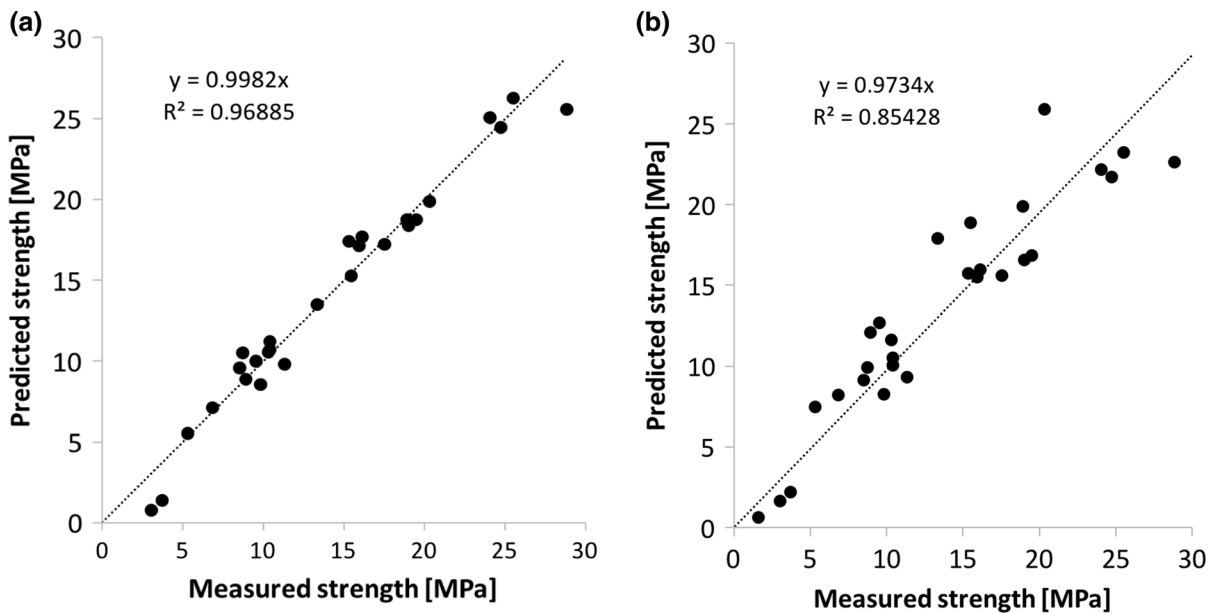 (a)
30
25
20
15
10
5
0
y = 0.9982x
R² = 0.96885
Predicted strength [MPa]
0 5 10 15 20 25 30
Measured strength [MPa]
(b)
30
25
20
15
10
5
0
y = 0.9734x
R² = 0.85428
Predicted strength [MPa]
0 5 10 15 20 25 30
Measured strength [MPa]